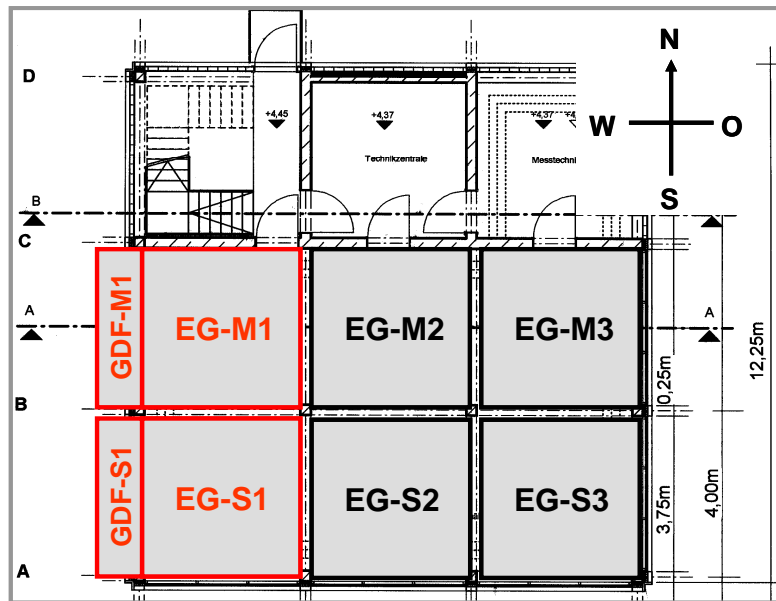 N
W O
S
D
+4,45
+4,37
+4,37
Technikzentrale
Messtechni
B
C
GDF-M1
EG-M1
EG-M2
EG-M3
A
A
B
0,25m
12,25m
GDF-S1
EG-S1
EG-S2
EG-S3
3,75m
4,00m
A